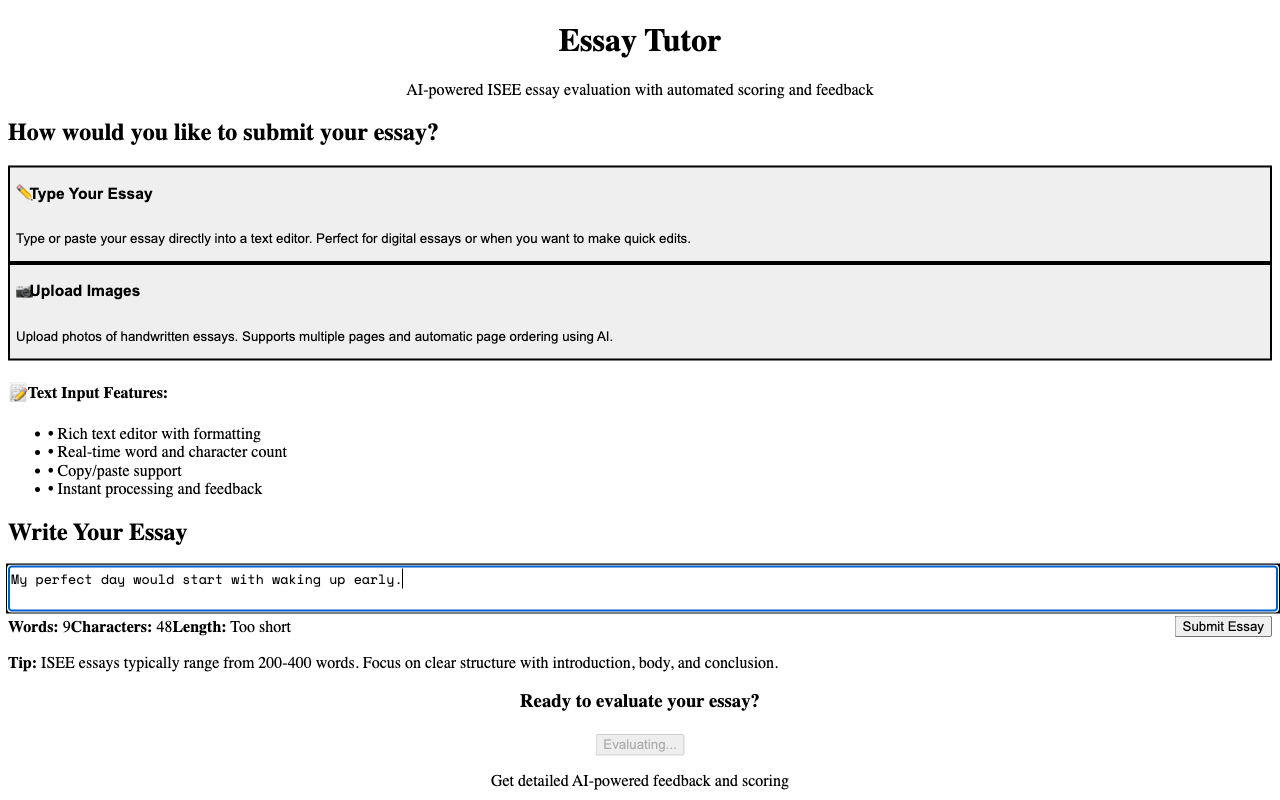 Essay Tutor
AI-powered ISEE essay evaluation with automated scoring and feedback
How would you like to submit your essay?
✏️Type Your Essay
Type or paste your essay directly into a text editor. Perfect for digital essays or when you want to make quick edits.
📷Upload Images
Upload photos of handwritten essays. Supports multiple pages and automatic page ordering using AI.
📝Text Input Features:
• • Rich text editor with formatting
• • Real-time word and character count
• • Copy/paste support
• • Instant processing and feedback
Write Your Essay
My perfect day would start with waking up early.
Words: 9Characters: 48Length: Too short
Submit Essay
Tip: ISEE essays typically range from 200-400 words. Focus on clear structure with introduction, body, and conclusion.
Ready to evaluate your essay?
Evaluating...
Get detailed AI-powered feedback and scoring